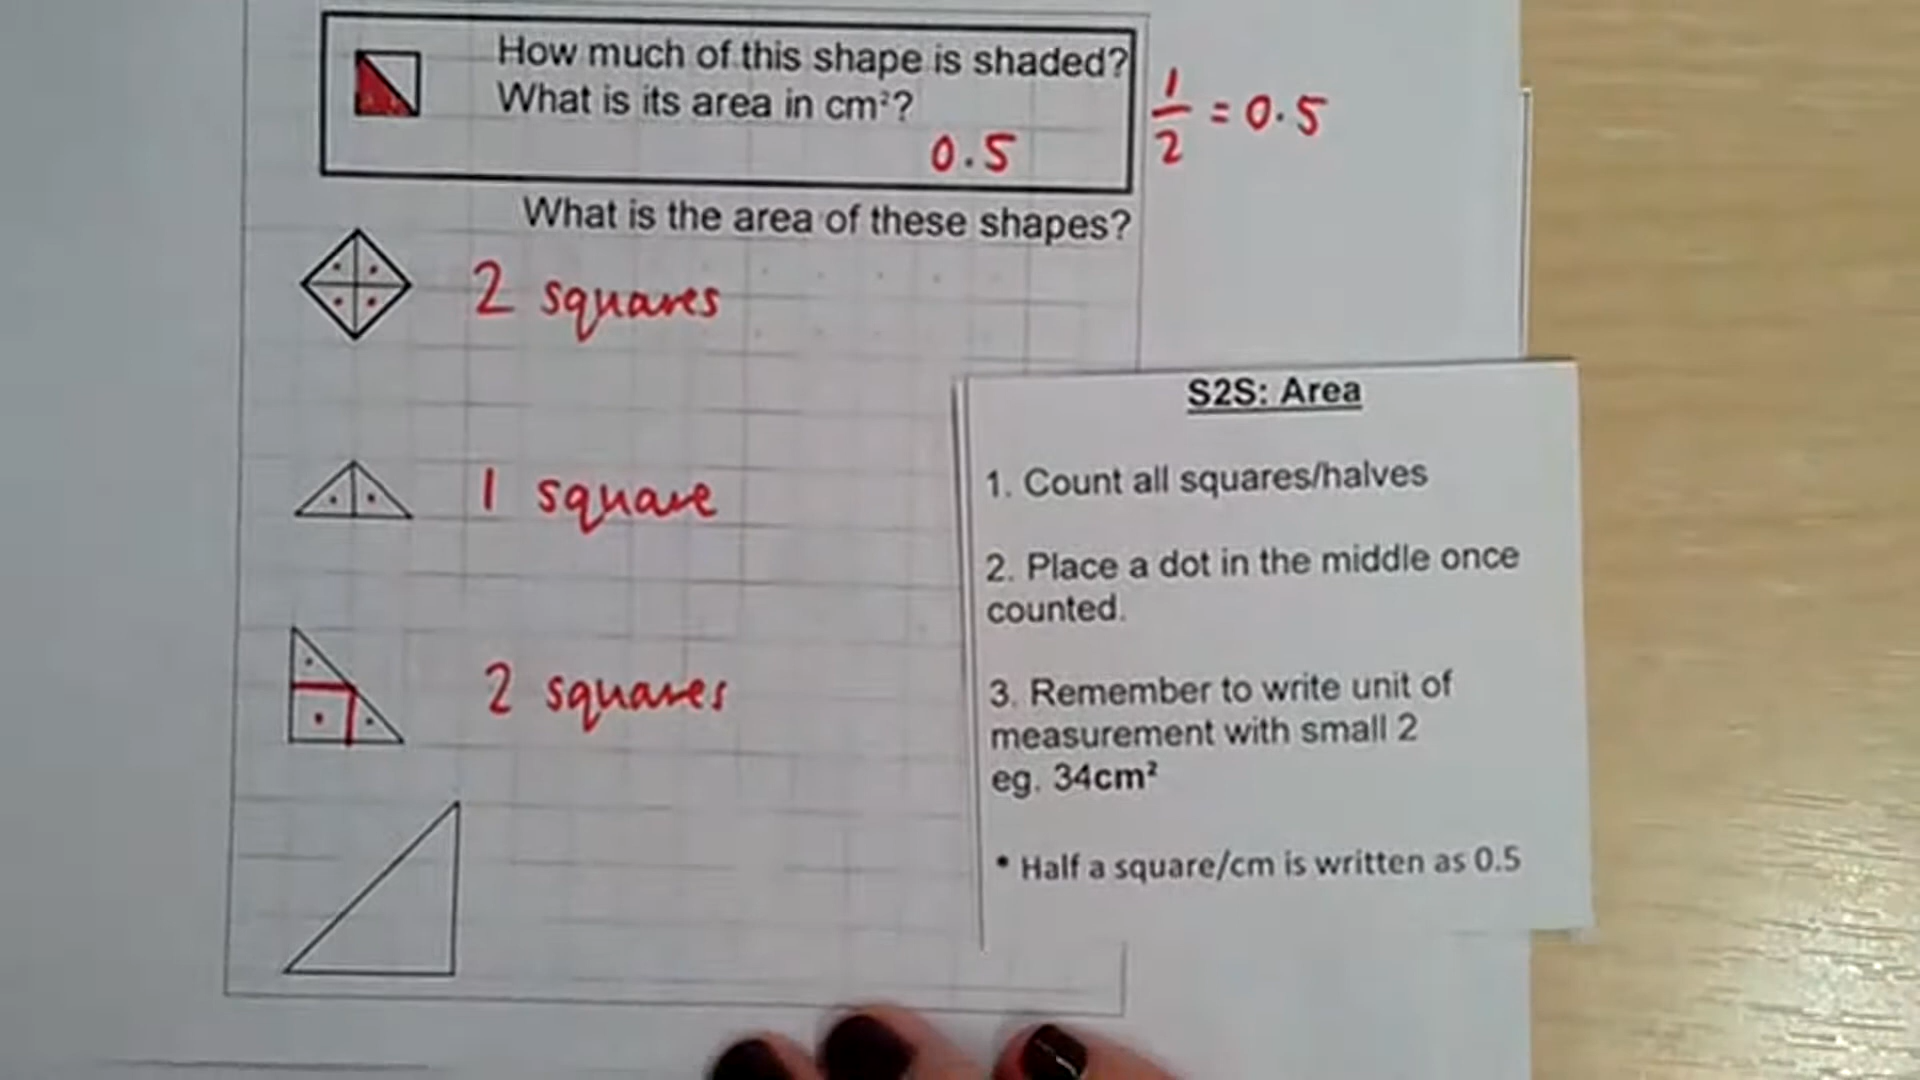 How much of this shape is shaded?
What is its area in cm²?
0.5
1/2 = 0.5
What is the area of these shapes?
2 squares
1 square
2 squares
S2S: Area
1. Count all squares/halves
2. Place a dot in the middle once
counted.
3. Remember to write unit of
measurement with small 2
eg. 34cm²
• Half a square/cm is written as 0.5